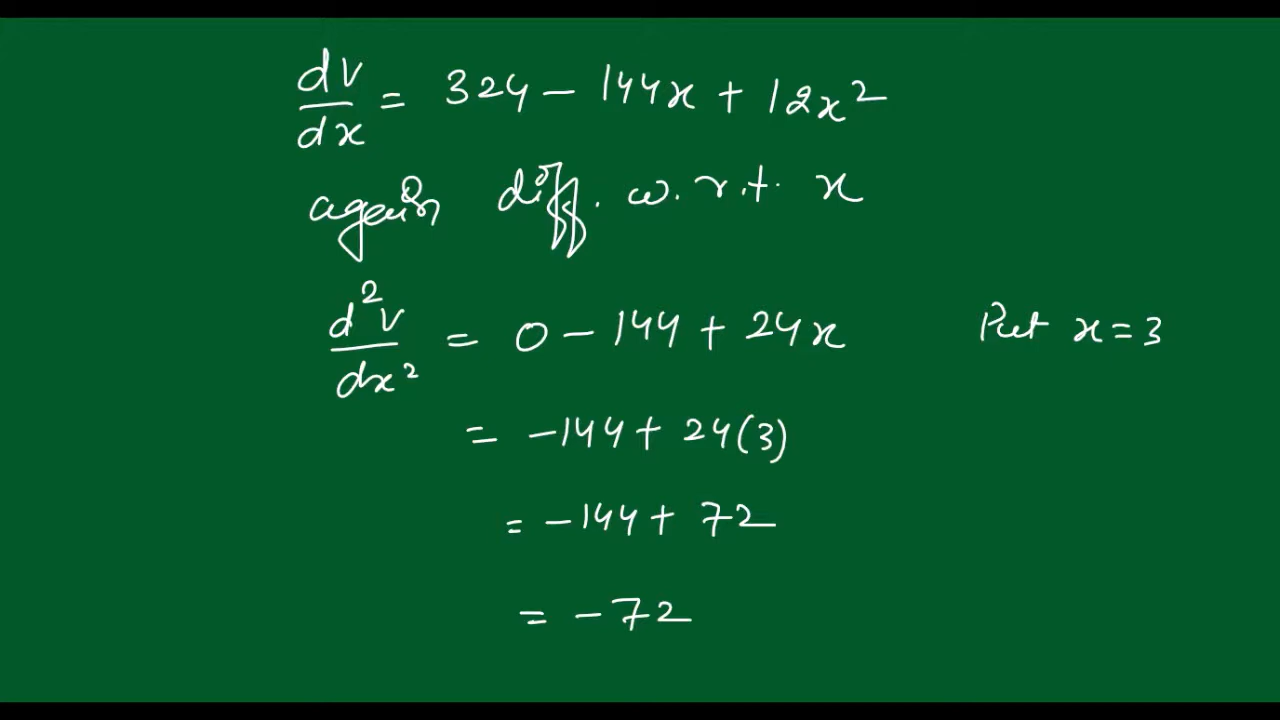 dv/dx = 324 - 144x + 12x²
again diff. w.r.t. x
d²v/dx² = 0 - 144 + 24x    Put x = 3
= -144 + 24(3)
= -144 + 72
= -72